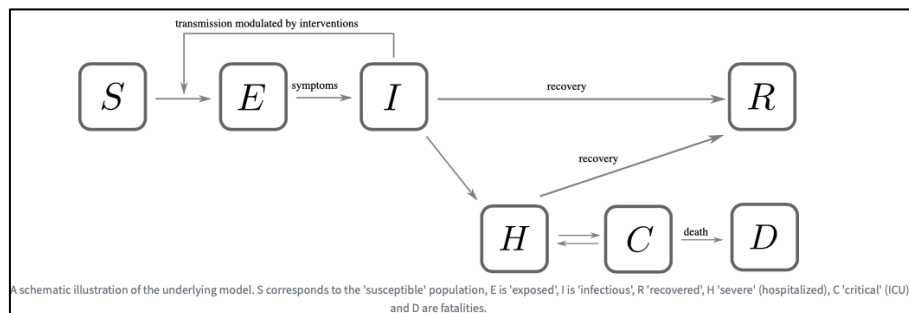 transmission modulated by interventions
S E symptoms I recovery R
recovery
H C death D
A schematic illustration of the underlying model. S corresponds to the 'susceptible' population, E is 'exposed', I is 'infectious', R 'recovered', H 'severe' (hospitalized), C 'critical' (ICU)
and D are fatalities.